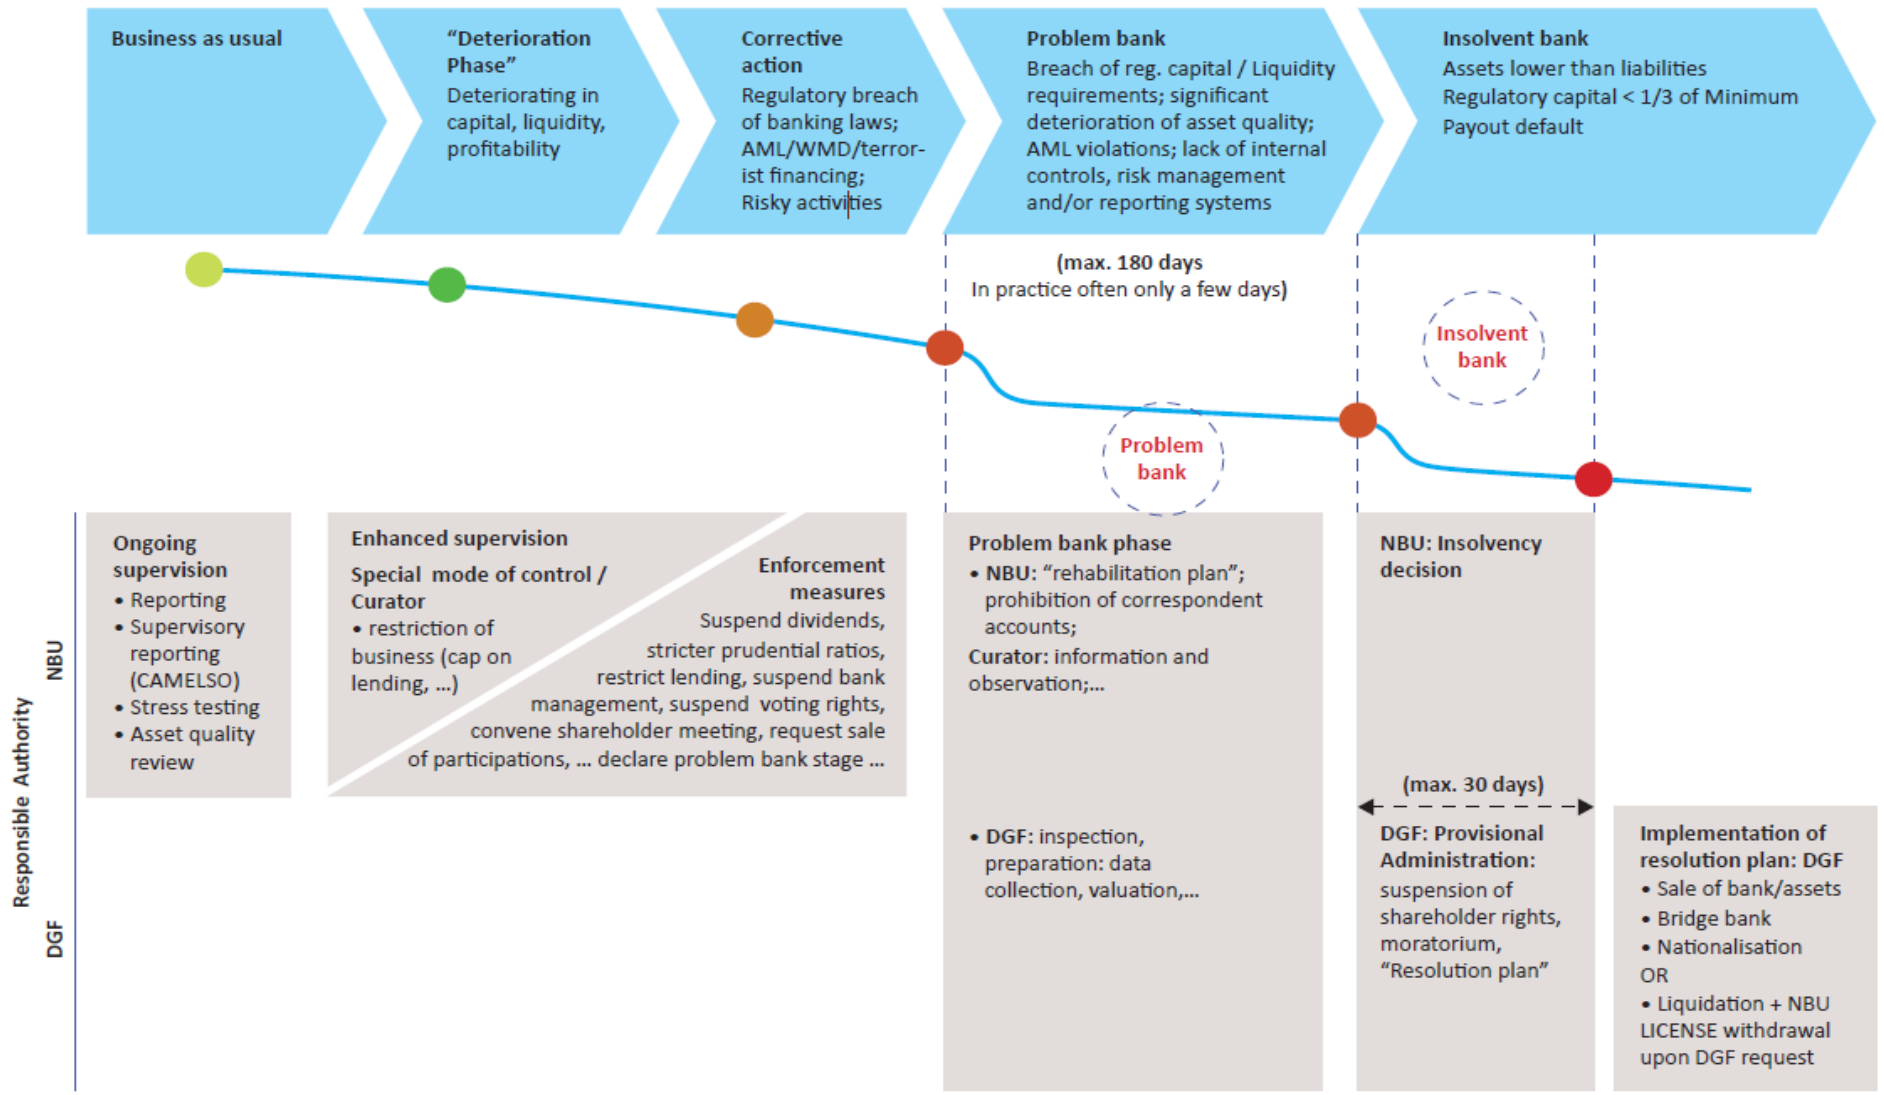 Business as usual
“Deterioration
Phase”
Deteriorating in
capital, liquidity,
profitability
Corrective
action
Regulatory breach
of banking laws;
AML/WMD/terror-
ist financing;
Risky activities
Problem bank
Breach of reg. capital / Liquidity
requirements; significant
deterioration of asset quality;
AML violations; lack of internal
controls, risk management
and/or reporting systems
Insolvent bank
Assets lower than liabilities
Regulatory capital < 1/3 of Minimum
Payout default
(max. 180 days
In practice often only a few days)
Insolvent
bank
Problem
bank
Responsible Authority
NBU
DGF
Ongoing
supervision
• Reporting
• Supervisory
reporting
(CAMELSO)
• Stress testing
• Asset quality
review
Enhanced supervision
Special mode of control /
Curator
• restriction of
business (cap on
lending, ...)
Enforcement
measures
Suspend dividends,
stricter prudential ratios,
restrict lending, suspend bank
management, suspend voting rights,
convene shareholder meeting, request sale
of participations, ... declare problem bank stage ...
Problem bank phase
• NBU: “rehabilitation plan”;
prohibition of correspondent
accounts;
Curator: information and
observation;...
• DGF: inspection,
preparation: data
collection, valuation,...
NBU: Insolvency
decision
(max. 30 days)
DGF: Provisional
Administration:
suspension of
shareholder rights,
moratorium,
“Resolution plan”
Implementation of
resolution plan: DGF
• Sale of bank/assets
• Bridge bank
• Nationalisation
OR
• Liquidation + NBU
LICENSE withdrawal
upon DGF request